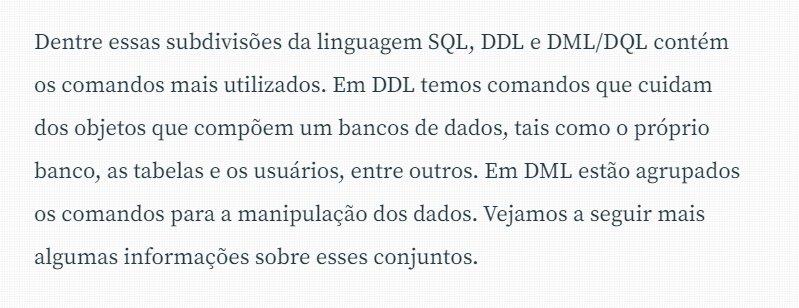 Dentre essas subdivisões da linguagem SQL, DDL e DML/DQL contém
os comandos mais utilizados. Em DDL temos comandos que cuidam
dos objetos que compõem um bancos de dados, tais como o próprio
banco, as tabelas e os usuários, entre outros. Em DML estão agrupados
os comandos para a manipulação dos dados. Vejamos a seguir mais
algumas informações sobre esses conjuntos.